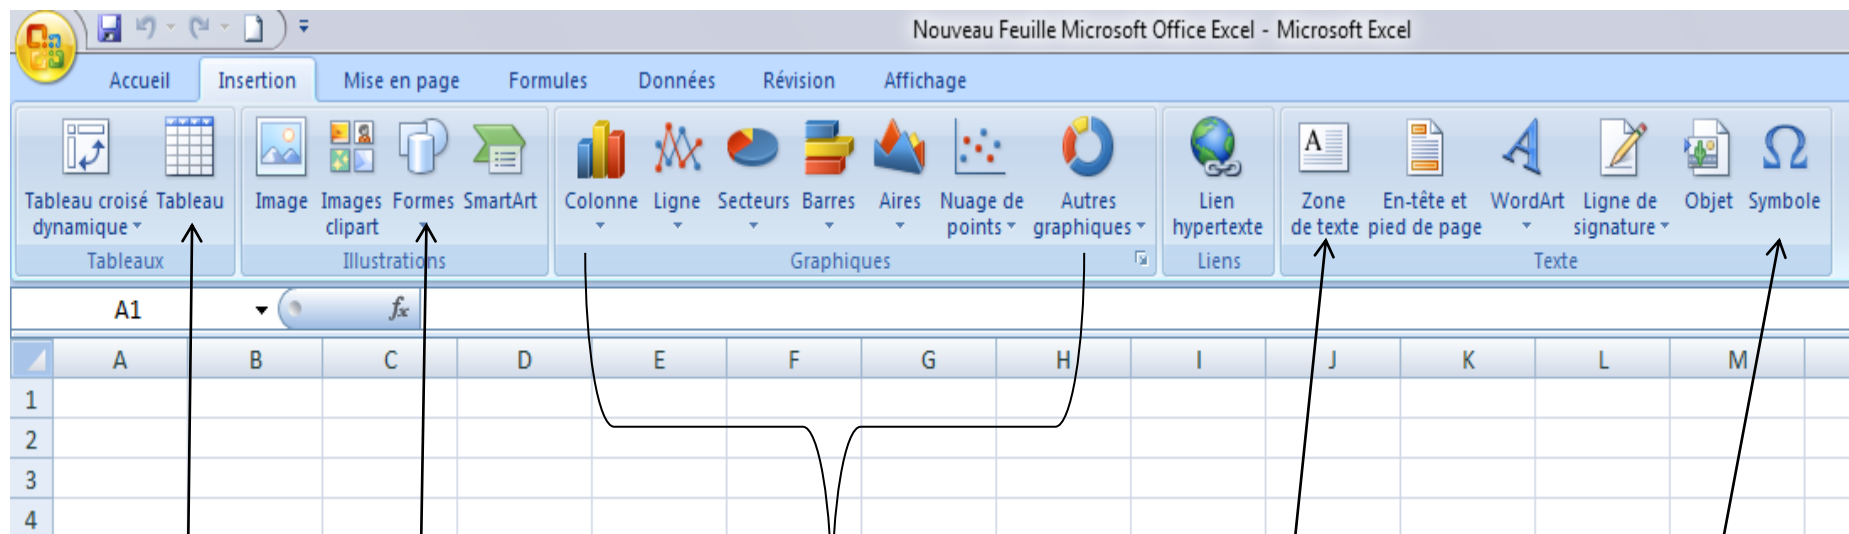 Nouveau Feuille Microsoft Office Excel - Microsoft Excel
Accueil Insertion Mise en page Formules Données Révision Affichage
Tableau croisé dynamique
Tableau
Tableaux
Image
Images clipart
Formes
SmartArt
Illustrations
Colonne
Ligne
Secteurs
Barres
Aires
Nuage de points
Autres graphiques
Graphiques
Lien hypertexte
Liens
Zone de texte
En-tête et pied de page
WordArt
Ligne de signature
Objet
Symbole
Texte
A1 fx
A B C D E F G H I J K L M
1
2
3
4